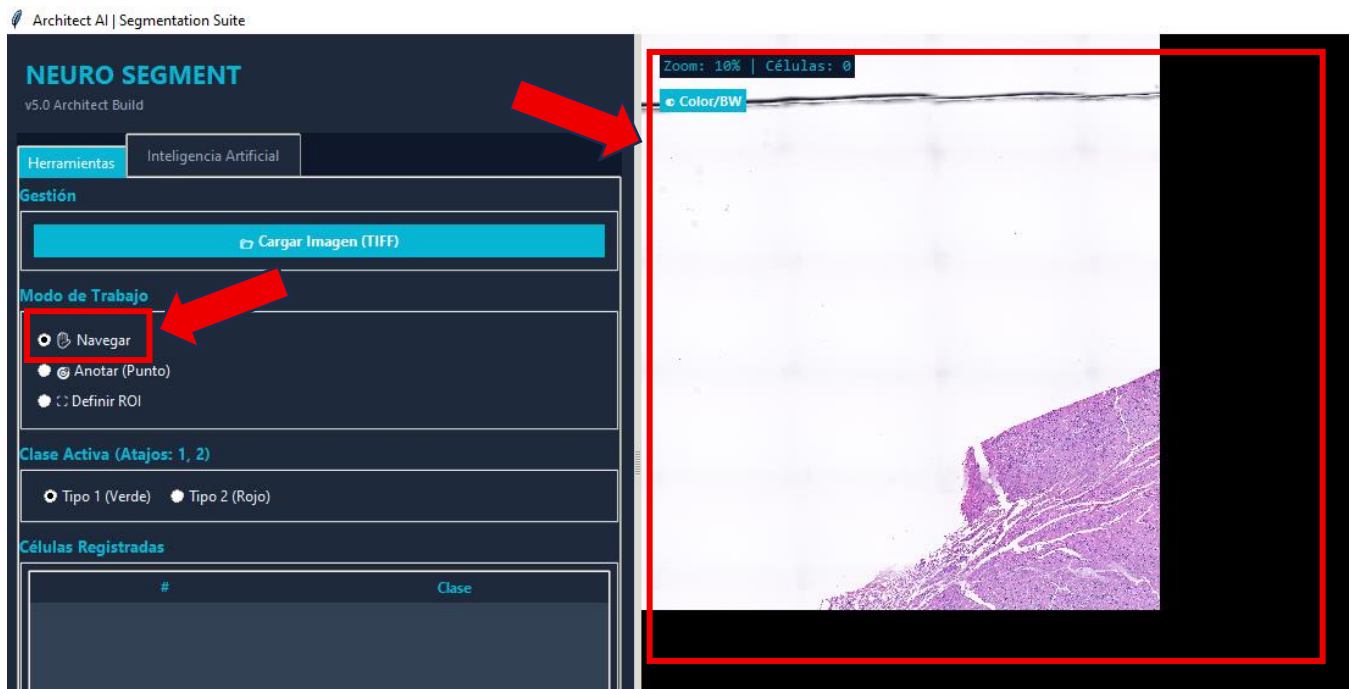 Architect AI | Segmentation Suite
NEURO SEGMENT
v5.0 Architect Build
Herramientas
Inteligencia Artificial
Gestión
Cargar Imagen (TIFF)
Modo de Trabajo
Navegar
Anotar (Punto)
Definir ROI
Clase Activa (Atajos: 1, 2)
Tipo 1 (Verde)
Tipo 2 (Rojo)
Células Registradas
# Clase
Zoom: 10% | Células: 0
Color/BW